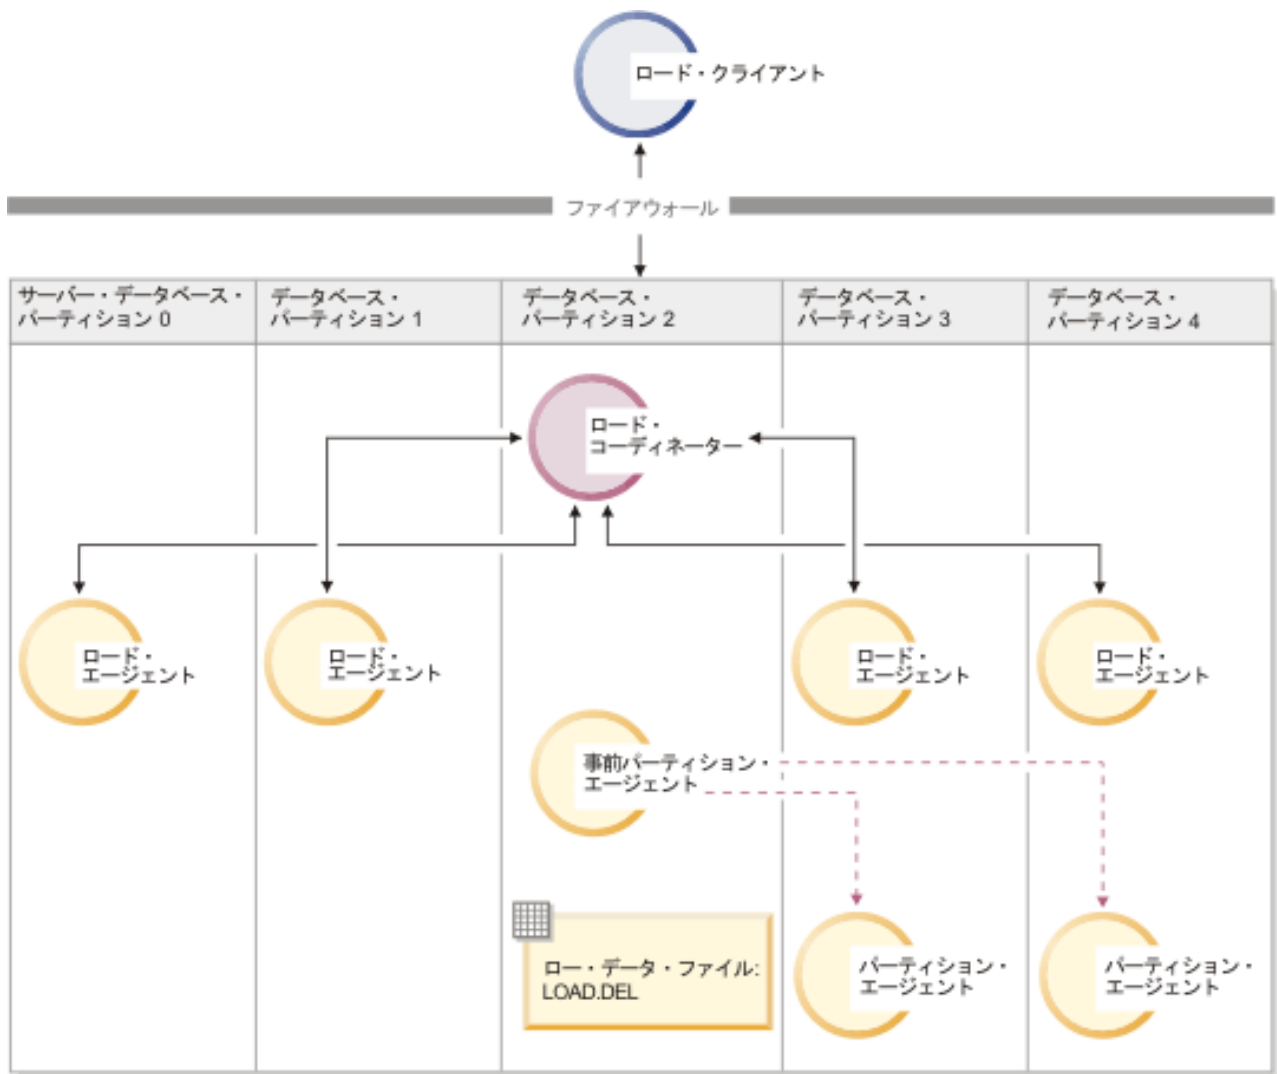 ロード・クライアント
ファイアウォール
サーバー・データベース・
パーティション 0
データベース・
パーティション 1
データベース・
パーティション 2
データベース・
パーティション 3
データベース・
パーティション 4
ロード・
コーディネーター
ロード・
エージェント
ロード・
エージェント
ロード・
エージェント
ロード・
エージェント
事前パーティション・
エージェント
ロー・データ・ファイル:
LOAD.DEL
パーティション・
エージェント
パーティション・
エージェント